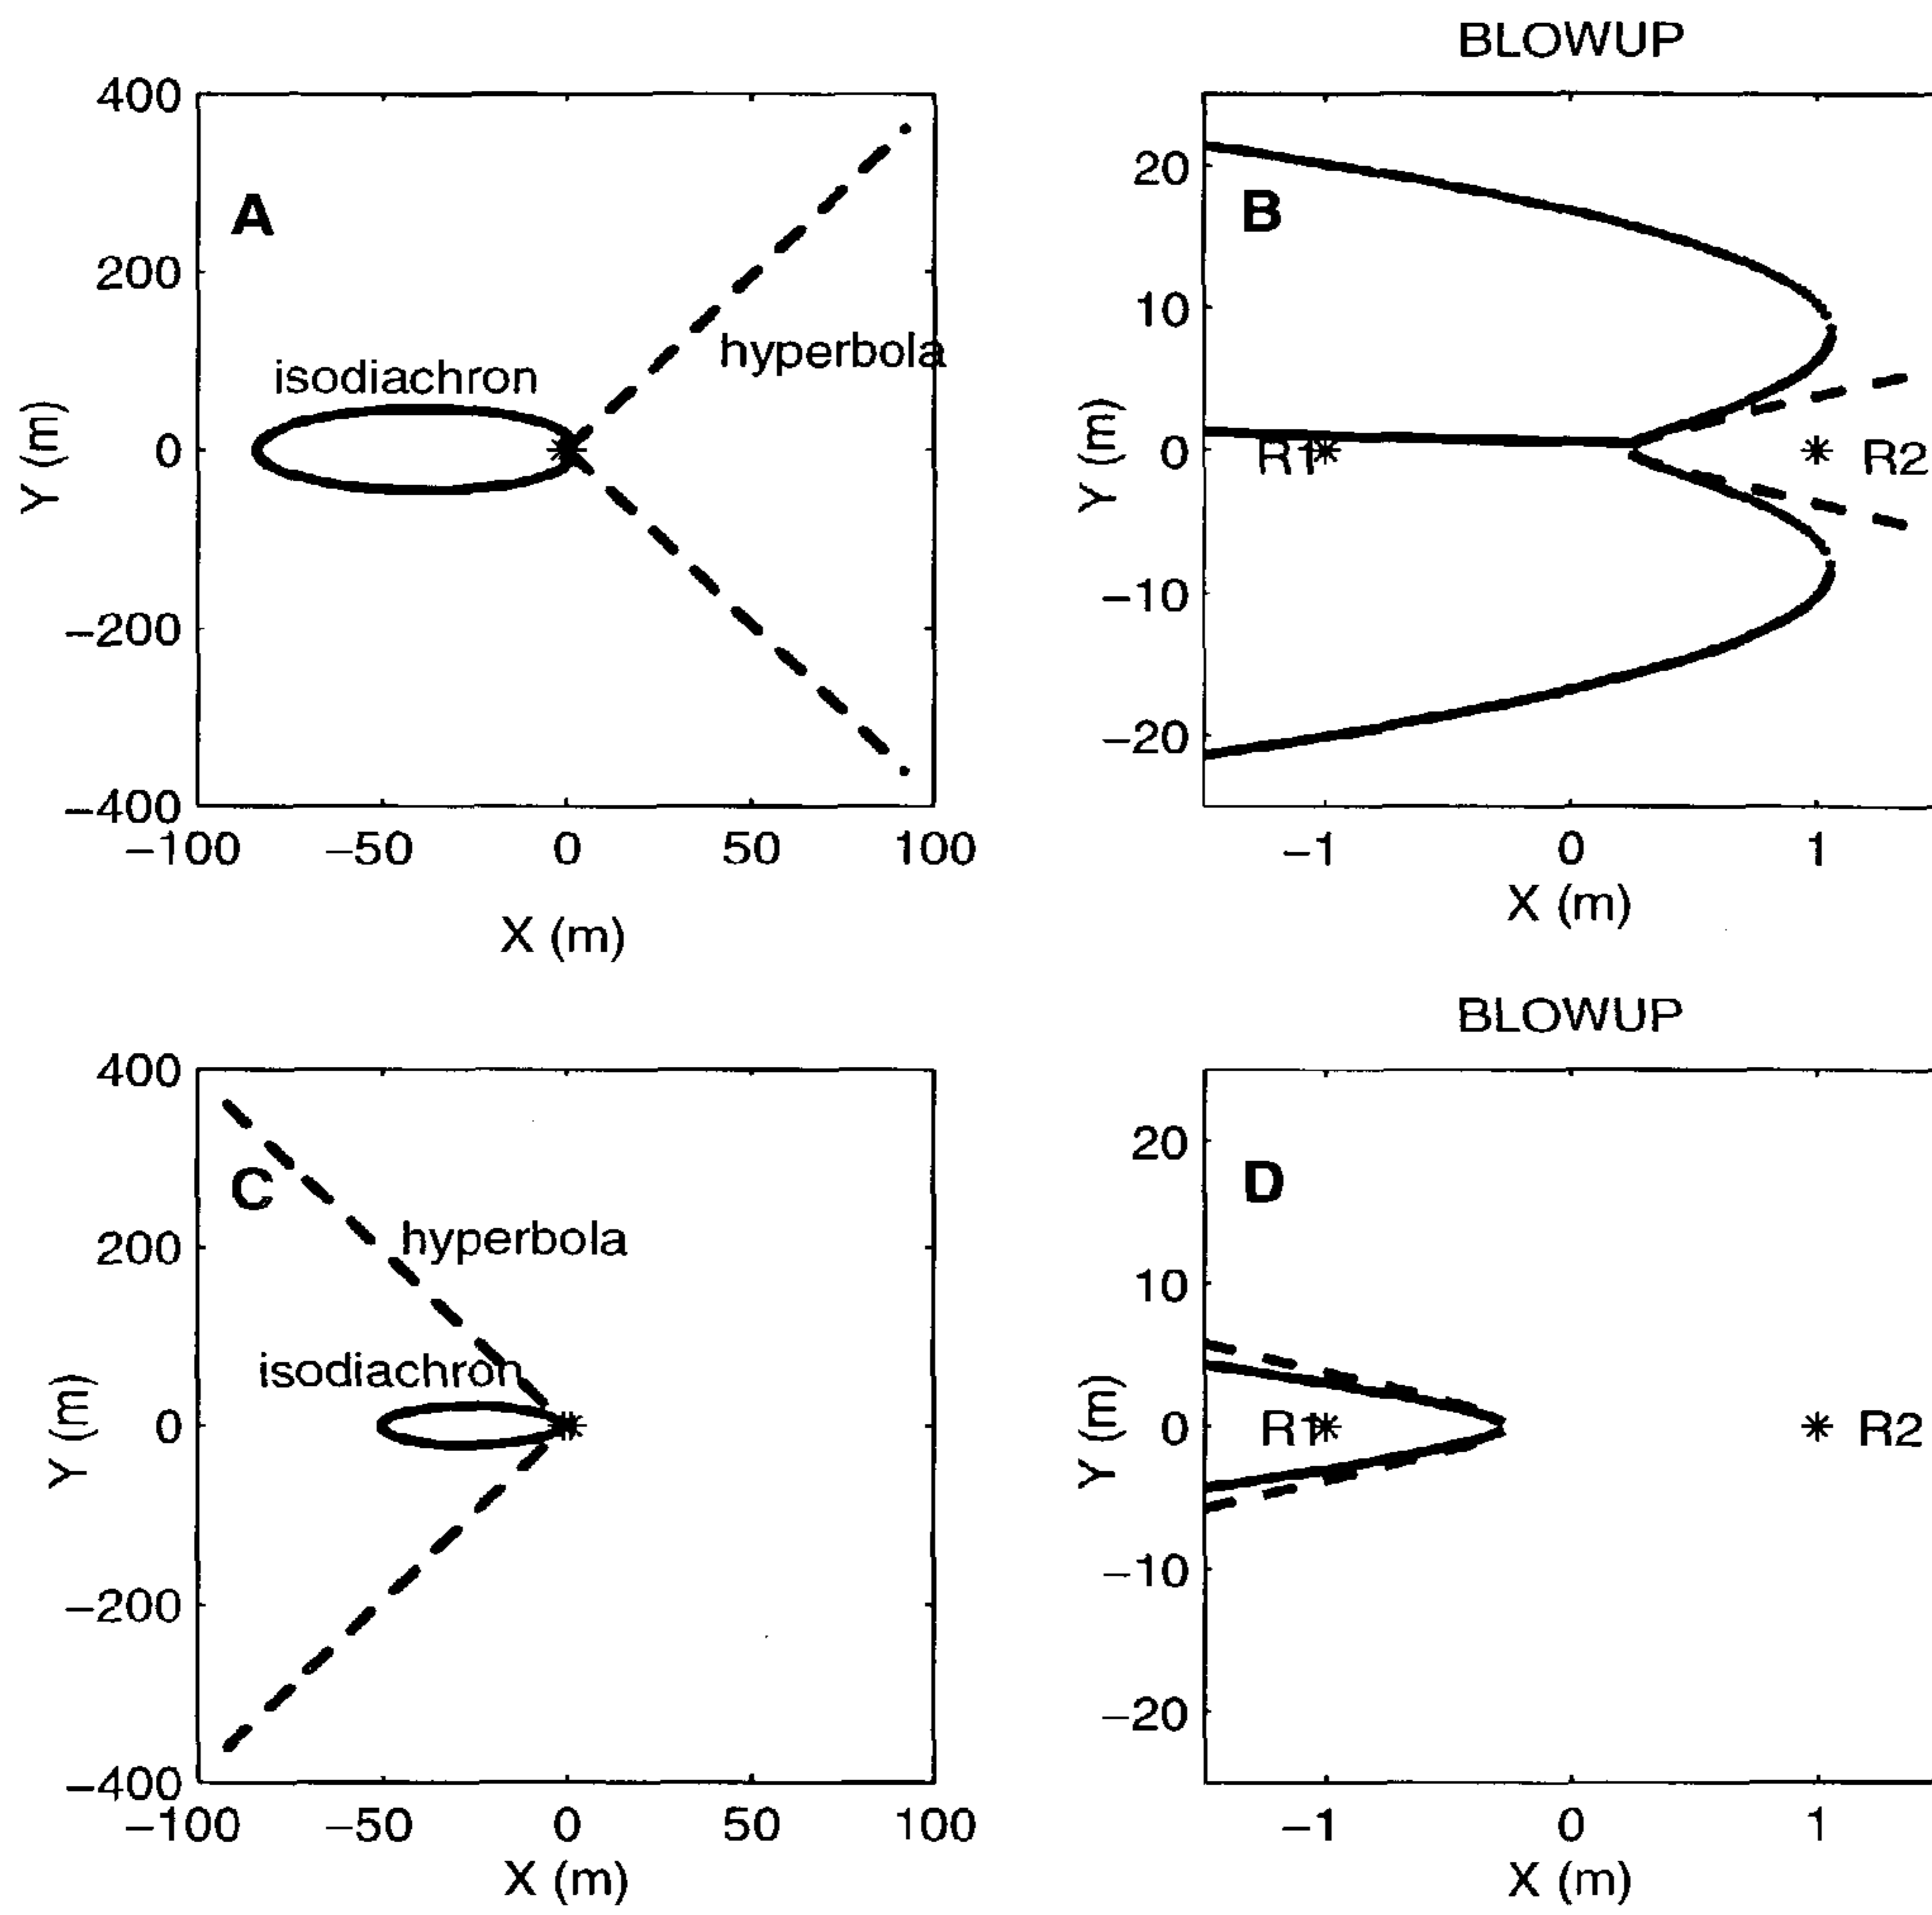 BLOWUP
400
200
0
−200
−400
Y (m)
A
isodiachron
hyperbola
−100
−50
0
50
100
X (m)
20
10
0
−10
−20
Y (m)
B
R1
R2
−1
0
1
X (m)
BLOWUP
400
200
0
−200
−400
Y (m)
C
hyperbola
isodiachron
−100
−50
0
50
100
X (m)
20
10
0
−10
−20
Y (m)
D
R1
R2
−1
0
1
X (m)